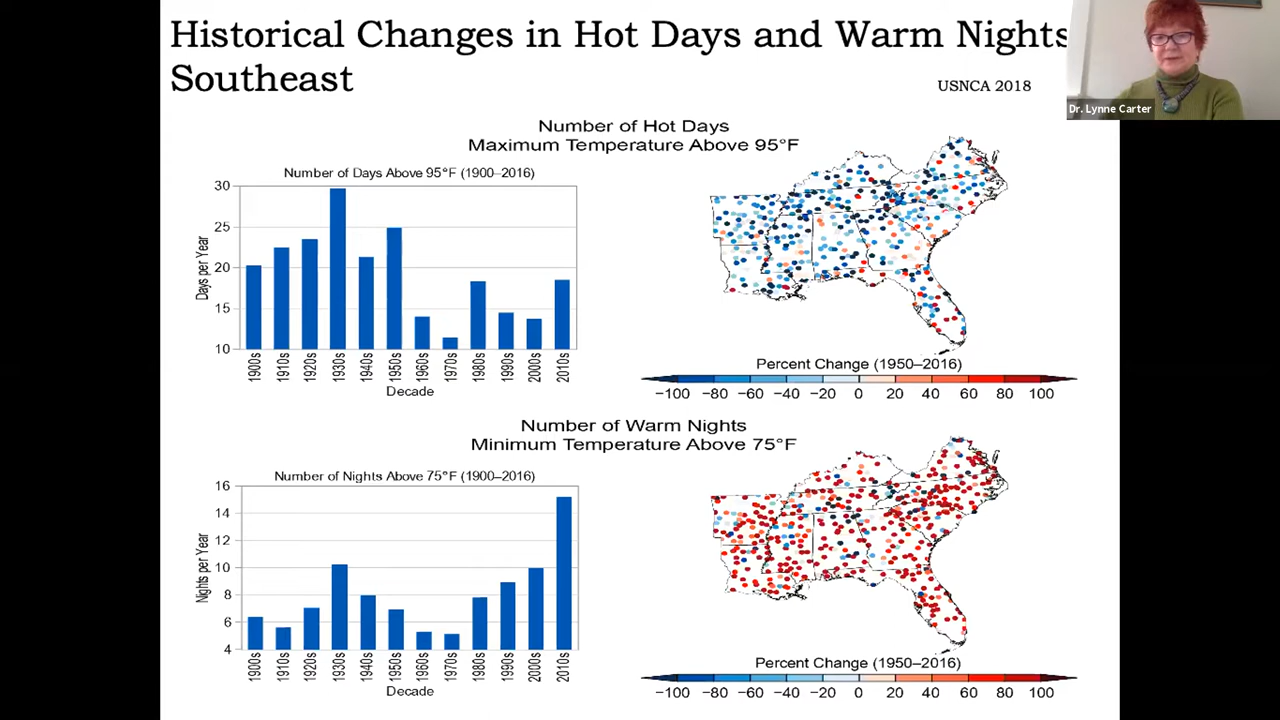 Historical Changes in Hot Days and Warm Nights
Southeast
USNCA 2018
Dr. Lynne Carter
Number of Hot Days
Maximum Temperature Above 95°F
Number of Days Above 95°F (1900–2016)
Days per Year
30
25
20
15
10
1900s 1910s 1920s 1930s 1940s 1950s 1960s 1970s 1980s 1990s 2000s 2010s
Decade
Percent Change (1950–2016)
−100 −80 −60 −40 −20 0 20 40 60 80 100
Number of Warm Nights
Minimum Temperature Above 75°F
Number of Nights Above 75°F (1900–2016)
Nights per Year
16
14
12
10
8
6
4
1900s 1910s 1920s 1930s 1940s 1950s 1960s 1970s 1980s 1990s 2000s 2010s
Decade
Percent Change (1950–2016)
−100 −80 −60 −40 −20 0 20 40 60 80 100